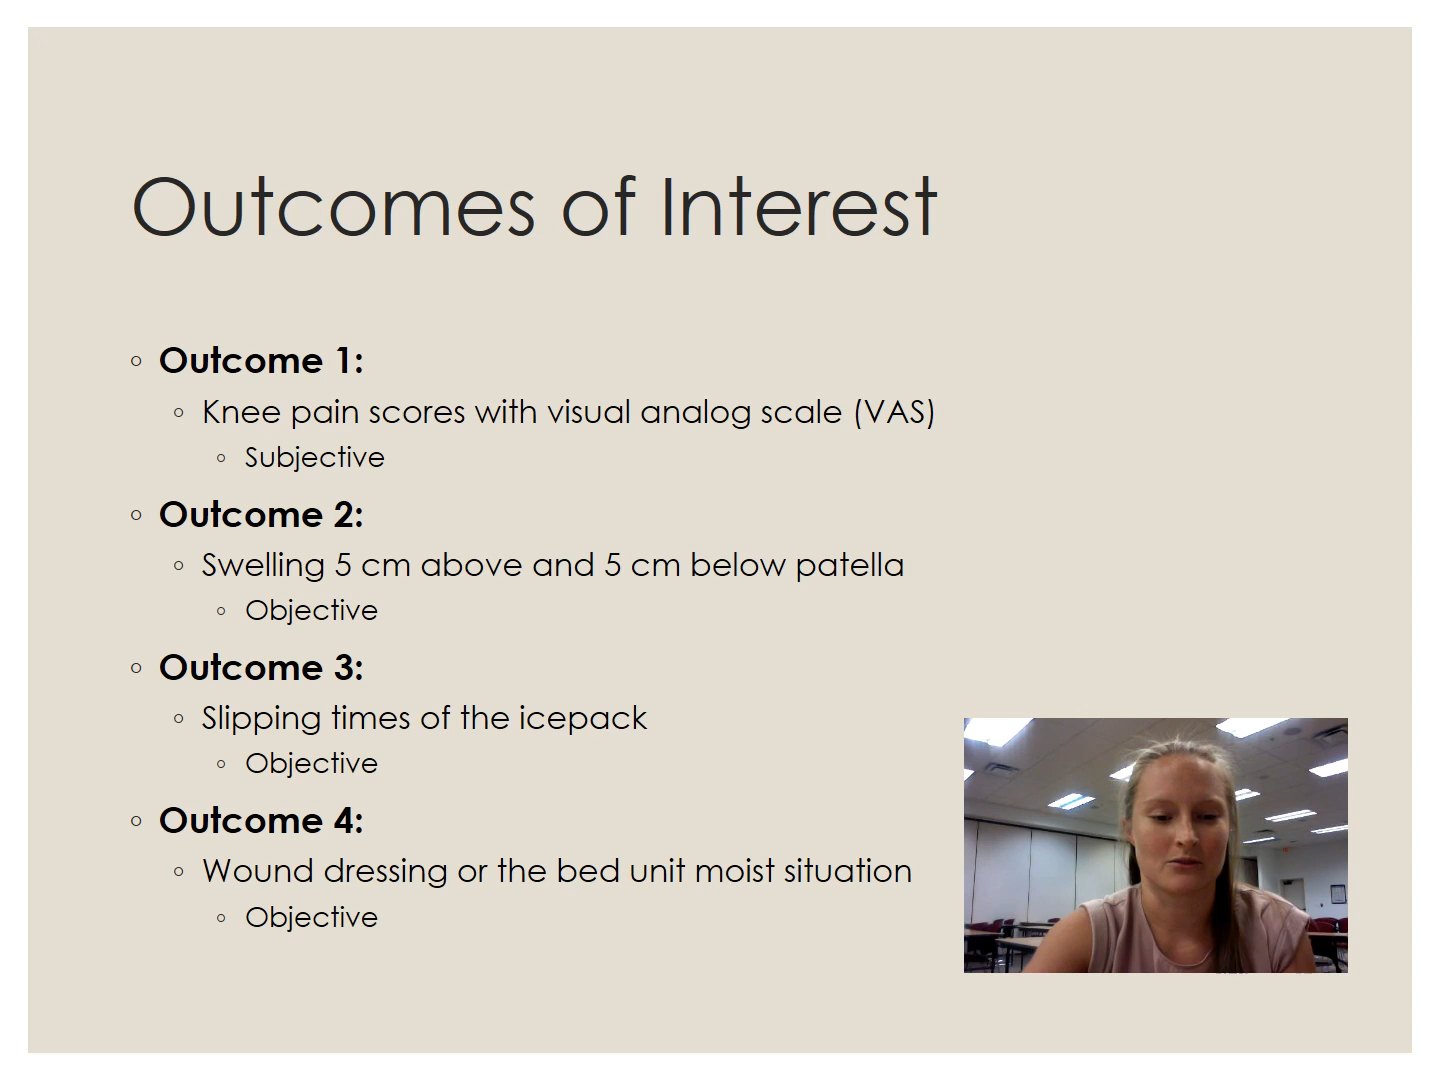 Outcomes of Interest
◦ Outcome 1:
◦ Knee pain scores with visual analog scale (VAS)
◦ Subjective
◦ Outcome 2:
◦ Swelling 5 cm above and 5 cm below patella
◦ Objective
◦ Outcome 3:
◦ Slipping times of the icepack
◦ Objective
◦ Outcome 4:
◦ Wound dressing or the bed unit moist situation
◦ Objective